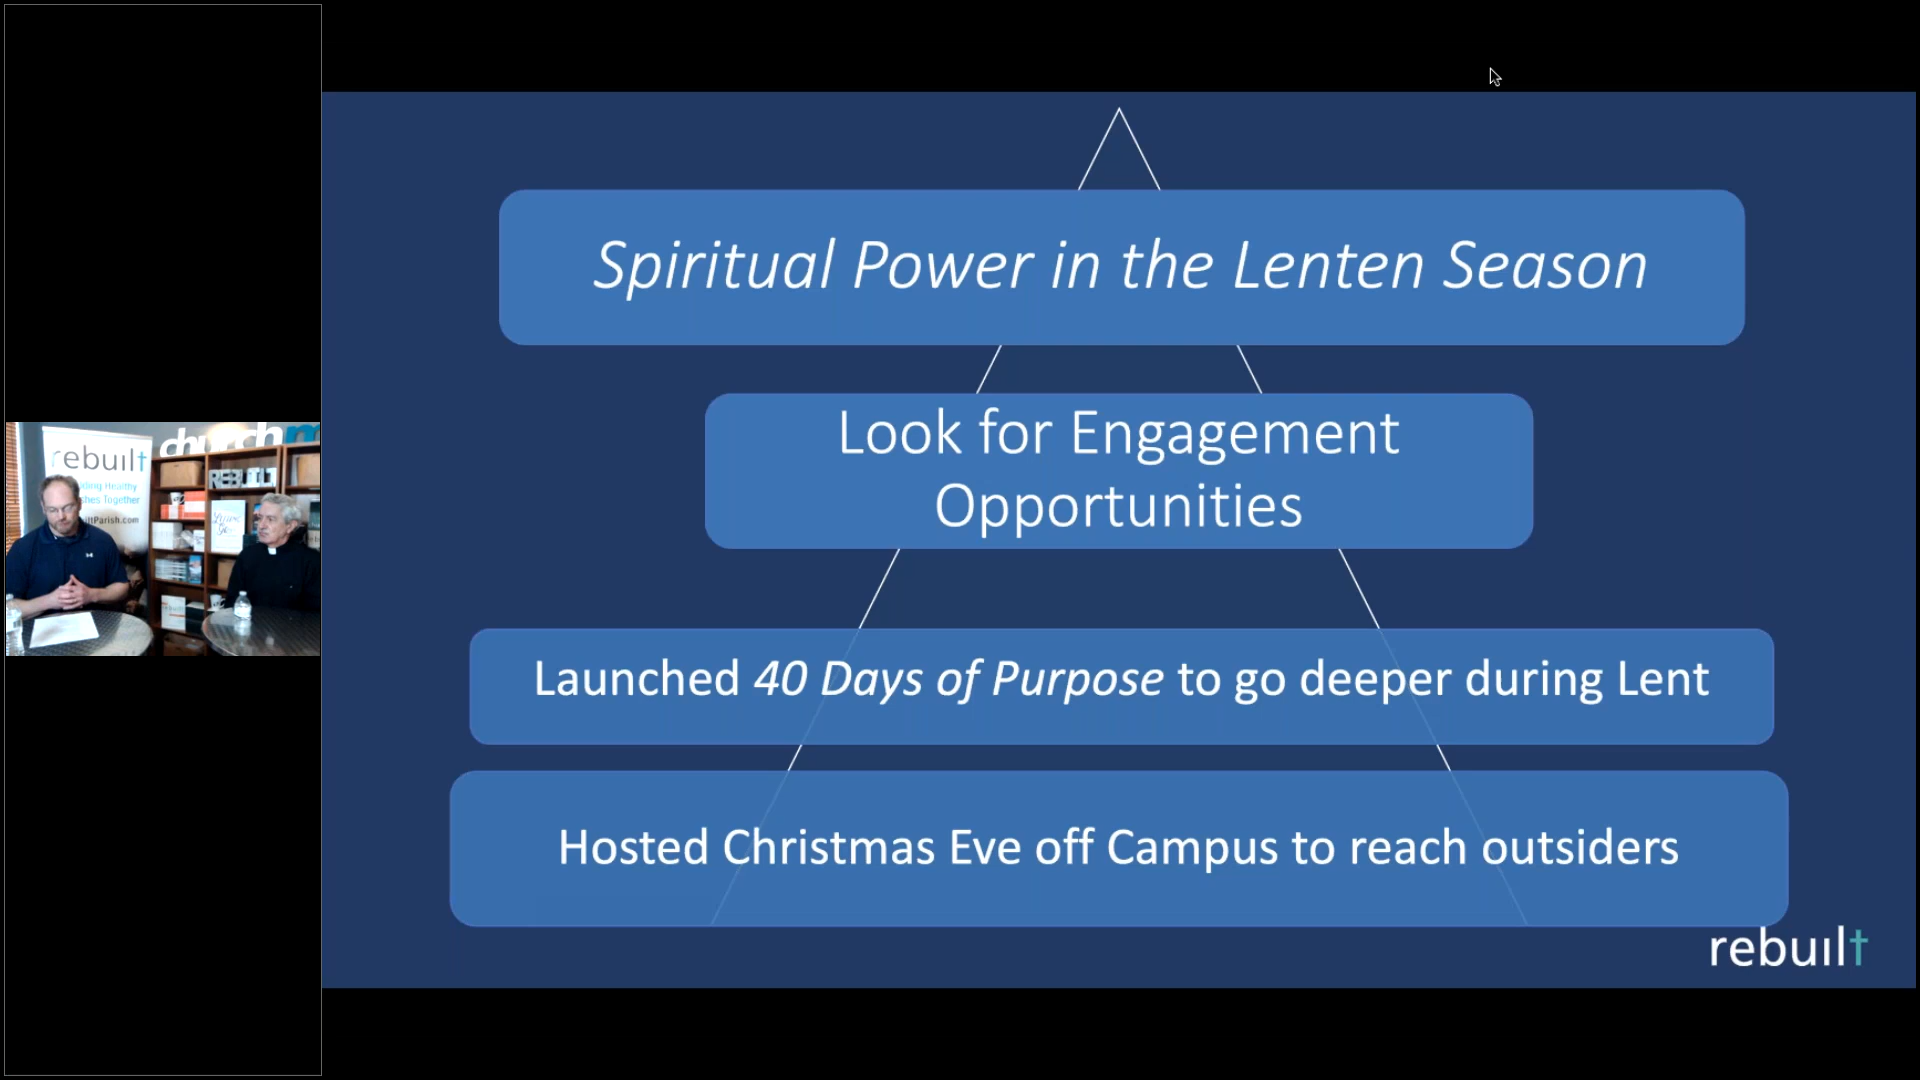 Spiritual Power in the Lenten Season
Look for Engagement
Opportunities
Launched 40 Days of Purpose to go deeper during Lent
Hosted Christmas Eve off Campus to reach outsiders
rebuilt
rebuilt
Together
REBUILT